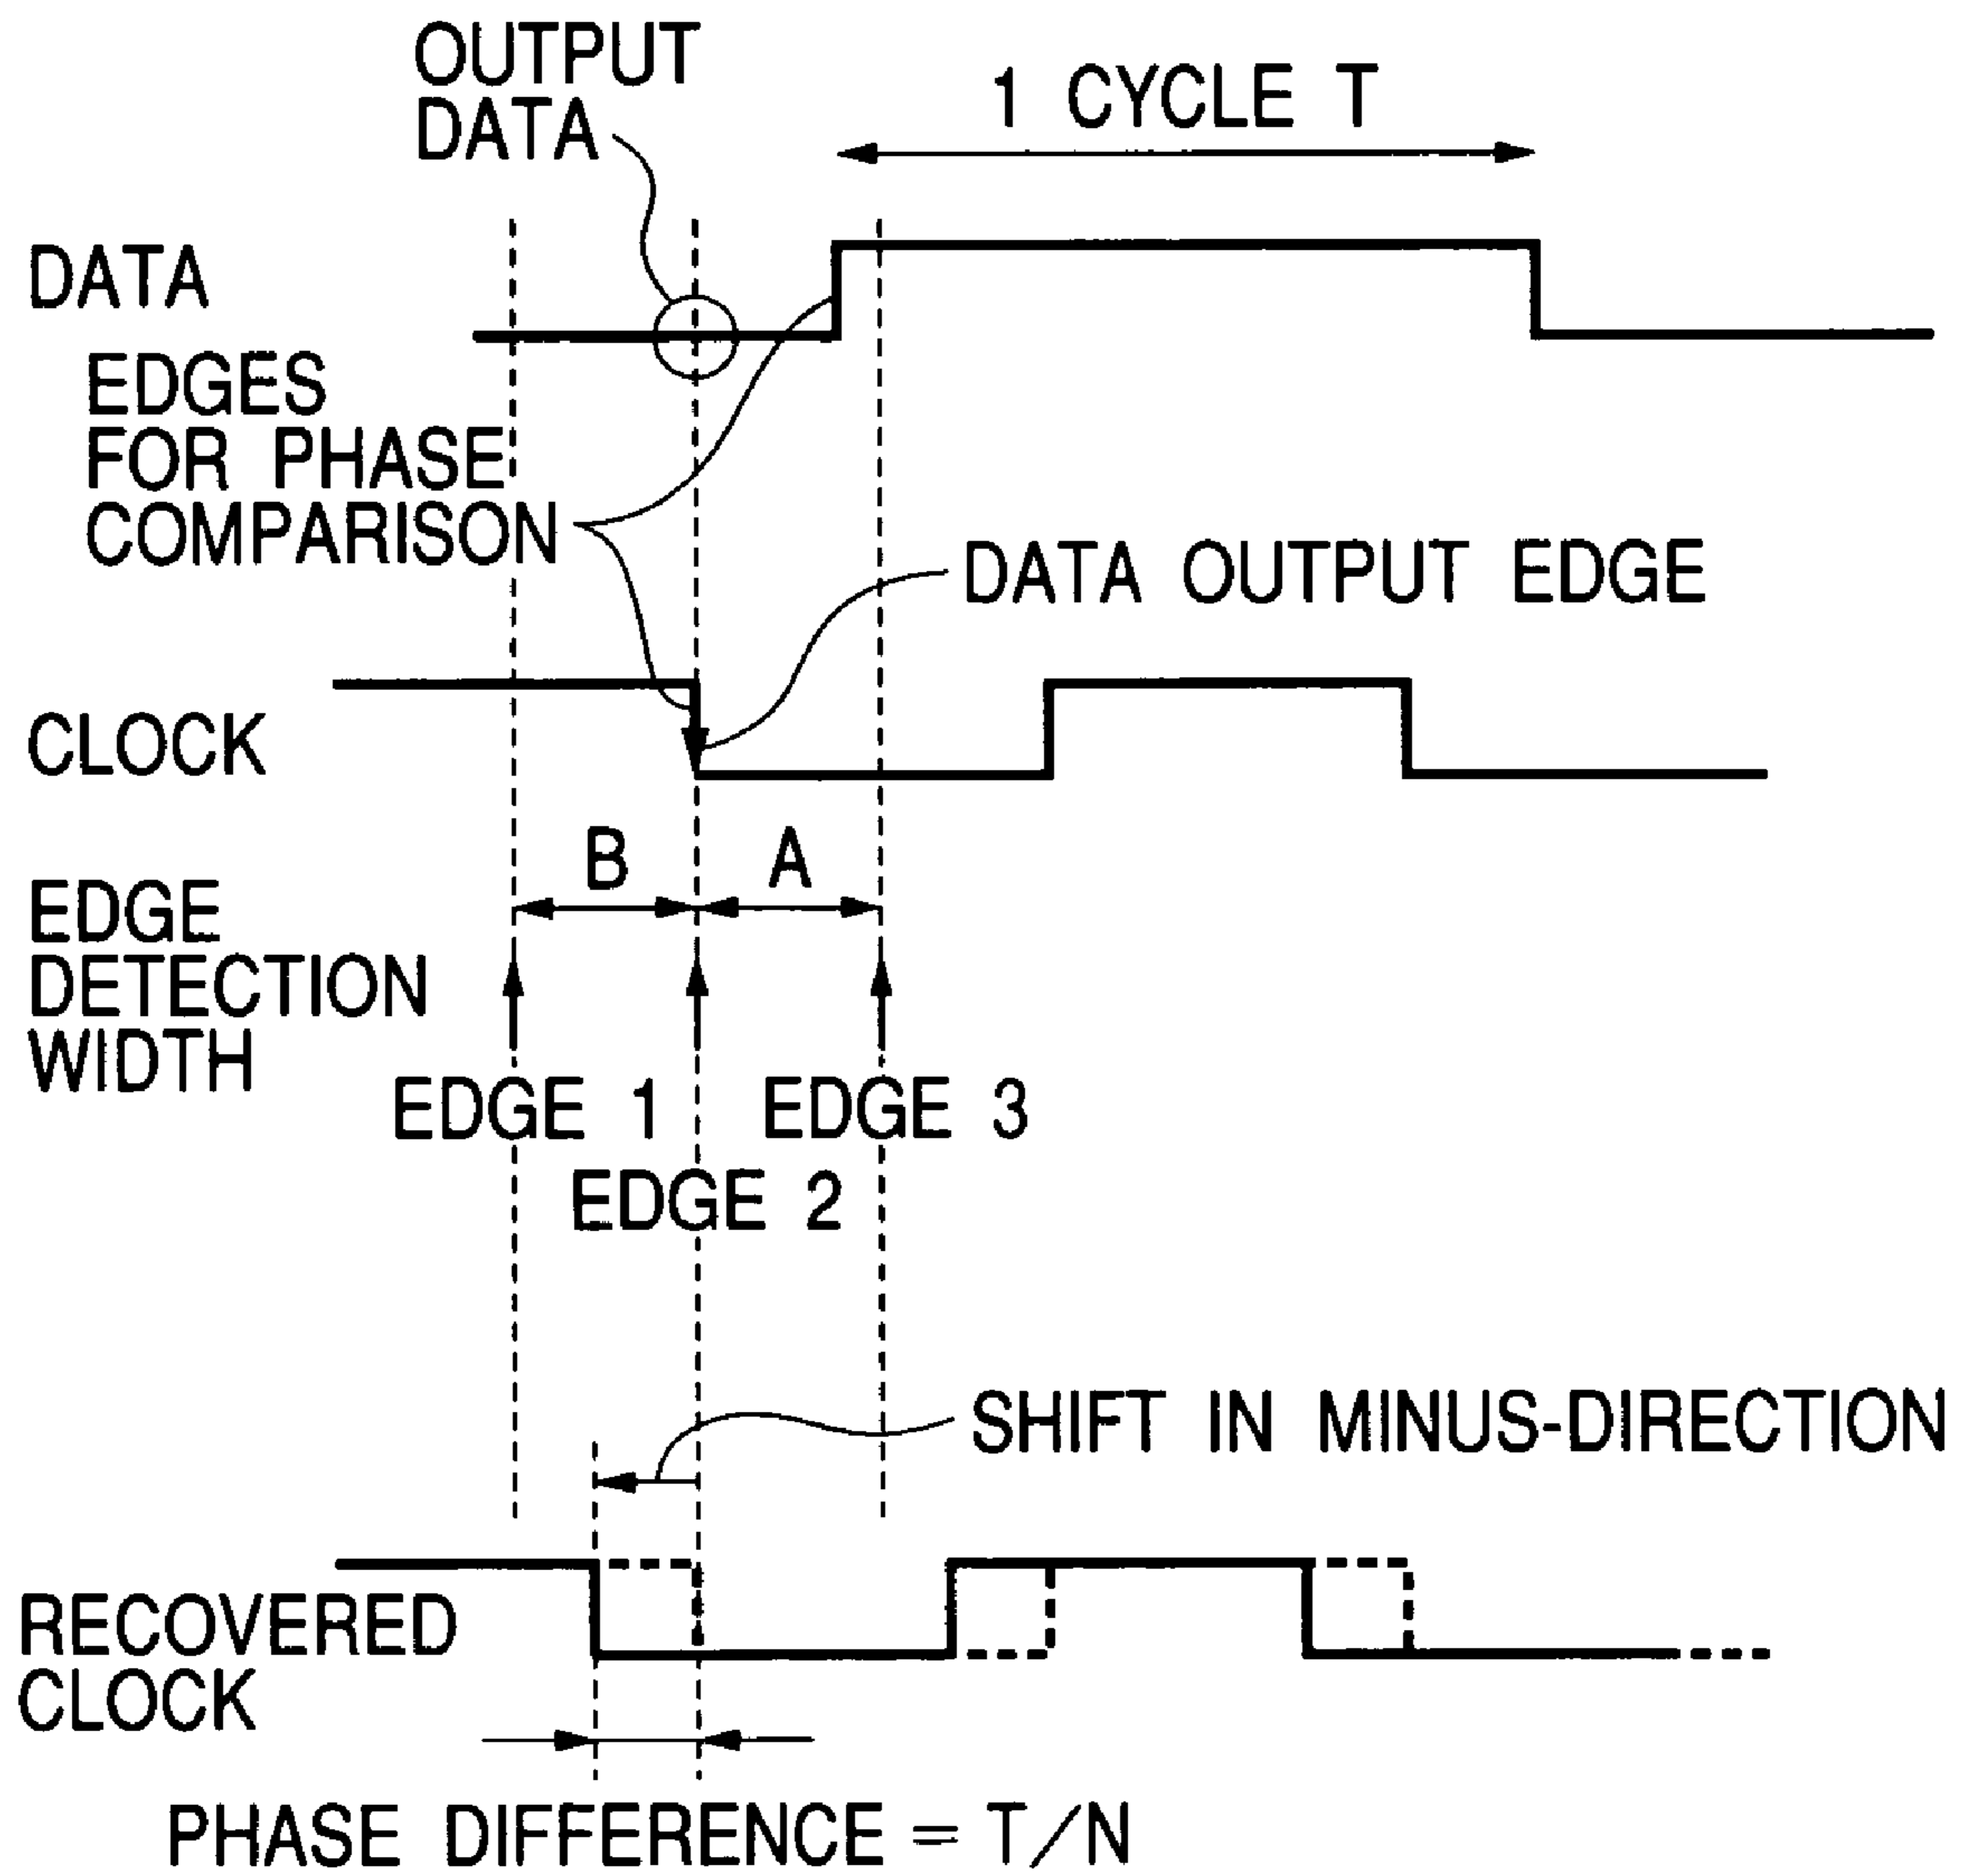 OUTPUT
DATA
1 CYCLE T
DATA
EDGES
FOR PHASE
COMPARISON
DATA OUTPUT EDGE
CLOCK
B
A
EDGE
DETECTION
WIDTH
EDGE 1
EDGE 3
EDGE 2
SHIFT IN MINUS-DIRECTION
RECOVERED
CLOCK
PHASE DIFFERENCE = T/N